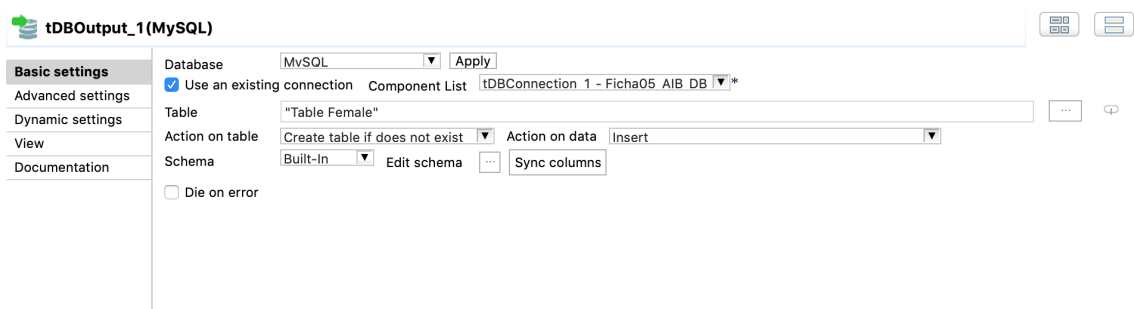 tDBOutput_1(MySQL)
Basic settings
Advanced settings
Dynamic settings
View
Documentation
Database MySQL Apply
Use an existing connection Component List tDBConnection_1 - Ficha05_AIB_DB *
Table "Table Female" ...
Action on table Create table if does not exist Action on data Insert
Schema Built-In Edit schema ... Sync columns
Die on error